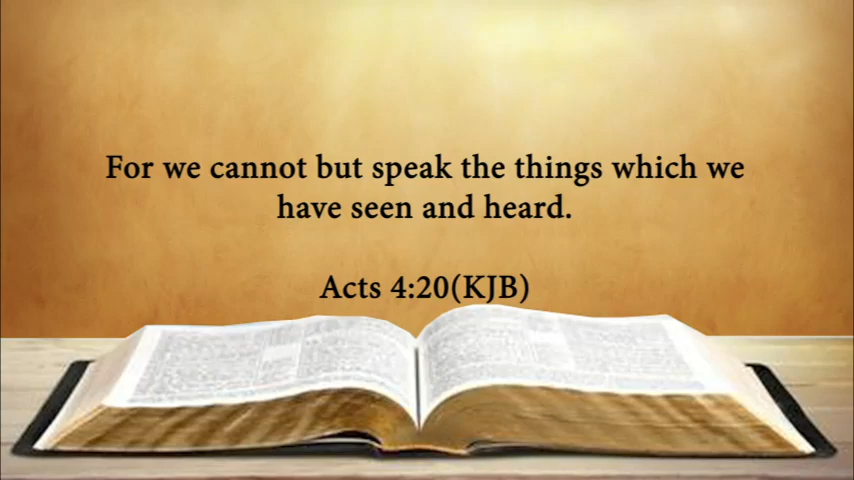 For we cannot but speak the things which we
have seen and heard.
Acts 4:20(KJB)